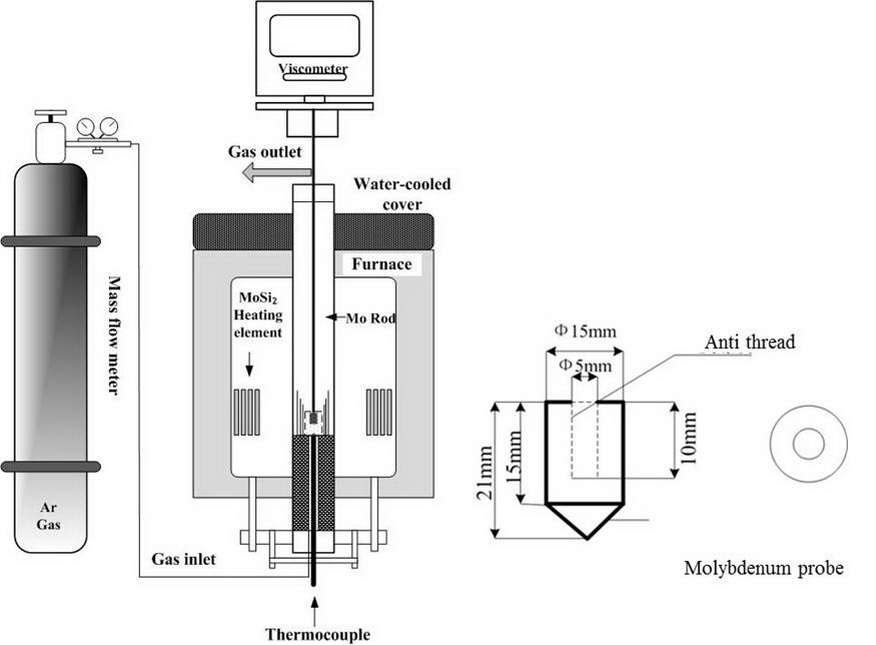 Viscometer
Gas outlet
Water-cooled
cover
Furnace
MoSi₂
Heating
element
Mo Rod
Mass flow meter
Ar
Gas
Gas inlet
Thermocouple
Φ15mm
Φ5mm
Anti thread
21mm
15mm
10mm
Molybdenum probe